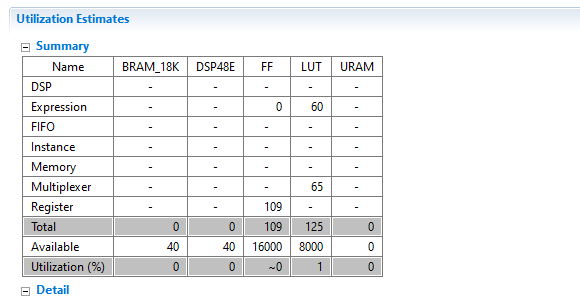 Utilization Estimates
Summary
Name BRAM_18K DSP48E FF LUT URAM
DSP - - - - -
Expression - - 0 60 -
FIFO - - - - -
Instance - - - - -
Memory - - - - -
Multiplexer - - - 65 -
Register - - 109 - -
Total 0 0 109 125 0
Available 40 40 16000 8000 0
Utilization (%) 0 0 ~0 1 0
Detail